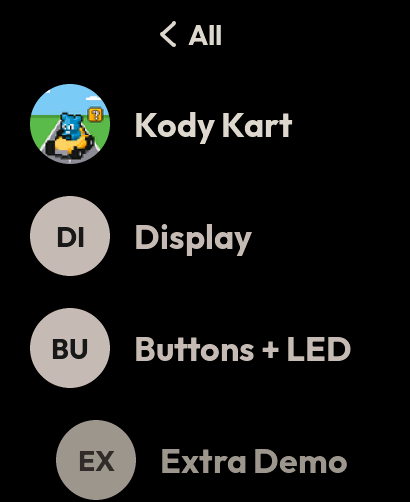 All
Kody Kart
DI
Display
BU
Buttons + LED
EX
Extra Demo